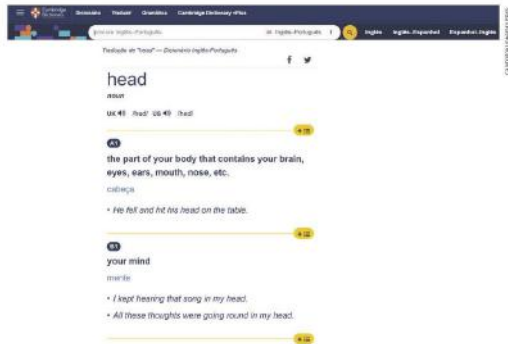 Cambridge Dictionary
Dicionário Tradutor Gramática Cambridge Dictionary +Plus
Inglês Inglês-Espanhol Espanhol-Inglês
Tradução de "head" — Dicionário Inglês-Português
head
noun
UK /hed/ US /hed/
A1
the part of your body that contains your brain,
eyes, ears, mouth, nose, etc.
cabeça
• He fell and hit his head on the table.
B1
your mind
mente
• I kept hearing that song in my head.
• All these thoughts were going round in my head.